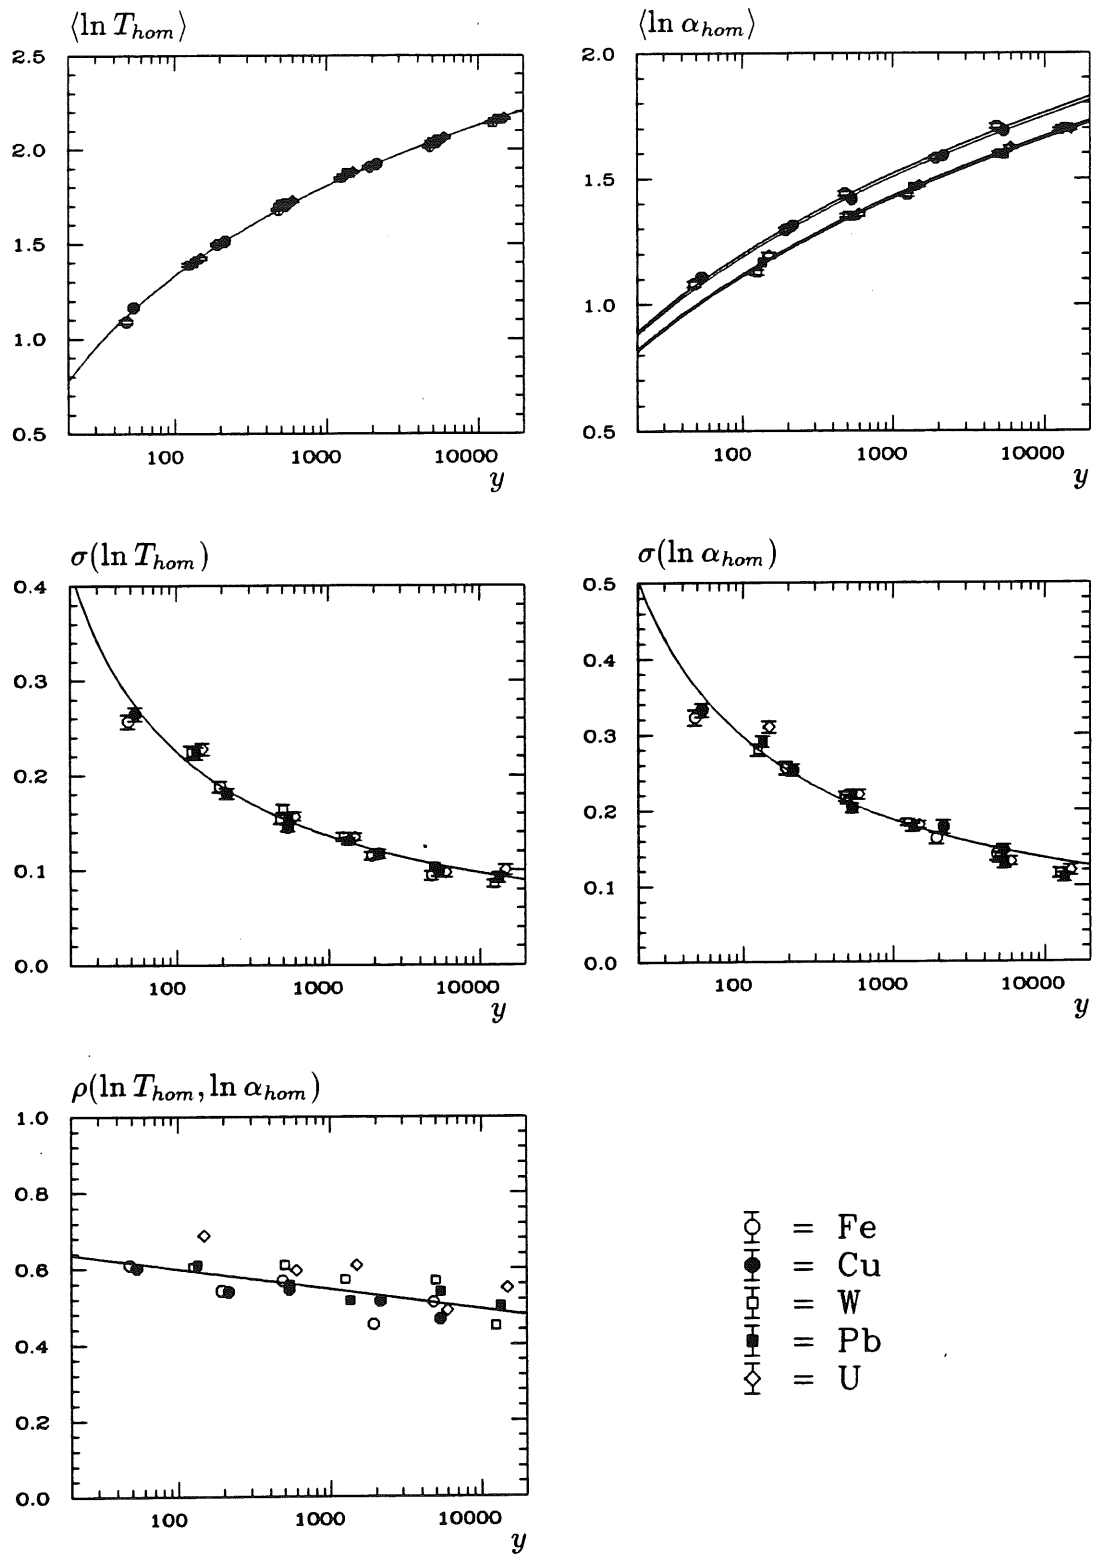 ⟨ln T_hom⟩
2.5
2.0
1.5
1.0
0.5
100 1000 10000
y
⟨ln α_hom⟩
2.0
1.5
1.0
0.5
100 1000 10000
y
σ(ln T_hom)
0.4
0.3
0.2
0.1
0.0
100 1000 10000
y
σ(ln α_hom)
0.5
0.4
0.3
0.2
0.1
0.0
100 1000 10000
y
ρ(ln T_hom, ln α_hom)
1.0
0.8
0.6
0.4
0.2
0.0
100 1000 10000
y
= Fe
= Cu
= W
= Pb
= U